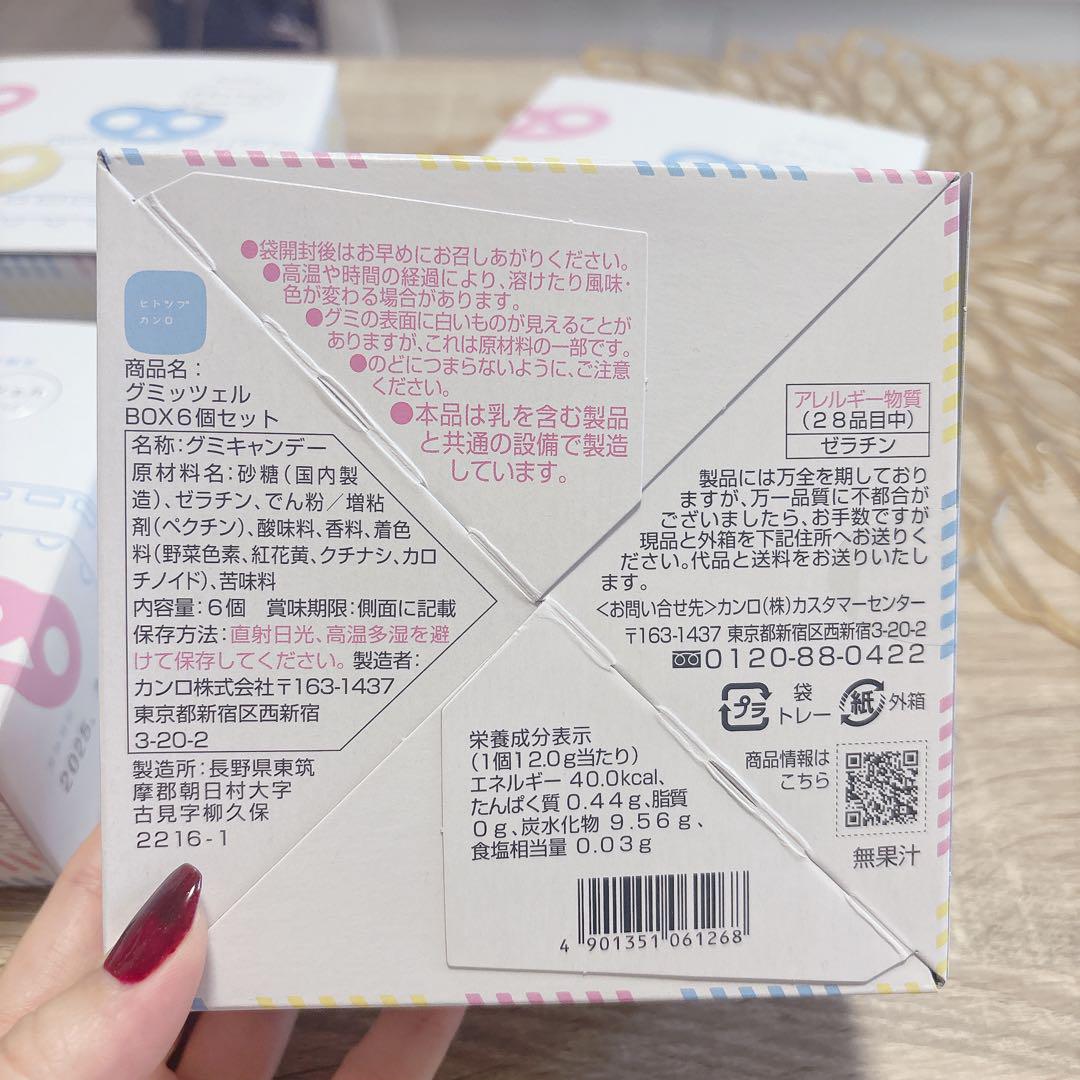 ヒトツブ
カンロ
商品名：
グミッツェル
BOX6個セット
名称：グミキャンデー
原材料名：砂糖（国内製
造）、ゼラチン、でん粉／増粘
剤（ペクチン）、酸味料、香料、着色
料（野菜色素、紅花黄、クチナシ、カロ
チノイド）、苦味料
内容量：6個　賞味期限：側面に記載
保存方法：直射日光、高温多湿を避
けて保存してください。製造者：
カンロ株式会社〒163-1437
東京都新宿区西新宿
3-20-2
製造所：長野県東筑
摩郡朝日村大字
古見字柳久保
2216-1
●袋開封後はお早めにお召しあがりください。
●高温や時間の経過により、溶けたり風味・
色が変わる場合があります。
●グミの表面に白いものが見えることが
ありますが、これは原材料の一部です。
●のどにつまらないように、ご注意
ください。
●本品は乳を含む製品
と共通の設備で製造
しています。
アレルギー物質
（28品目中）
ゼラチン
製品には万全を期しており
ますが、万一品質に不都合が
ございましたら、お手数ですが
現品と外箱を下記住所へお送りく
ださい。代品と送料をお送りいたし
ます。
<お問い合せ先>カンロ（株）カスタマーセンター
〒163-1437 東京都新宿区西新宿3-20-2
0120-88-0422
プラ
袋
トレー
紙
外箱
商品情報は
こちら
無果汁
栄養成分表示
（1個12.0g当たり）
エネルギー 40.0kcal、
たんぱく質 0.44g、脂質
0g、炭水化物 9.56g、
食塩相当量 0.03g
4 901351 061268
2025.